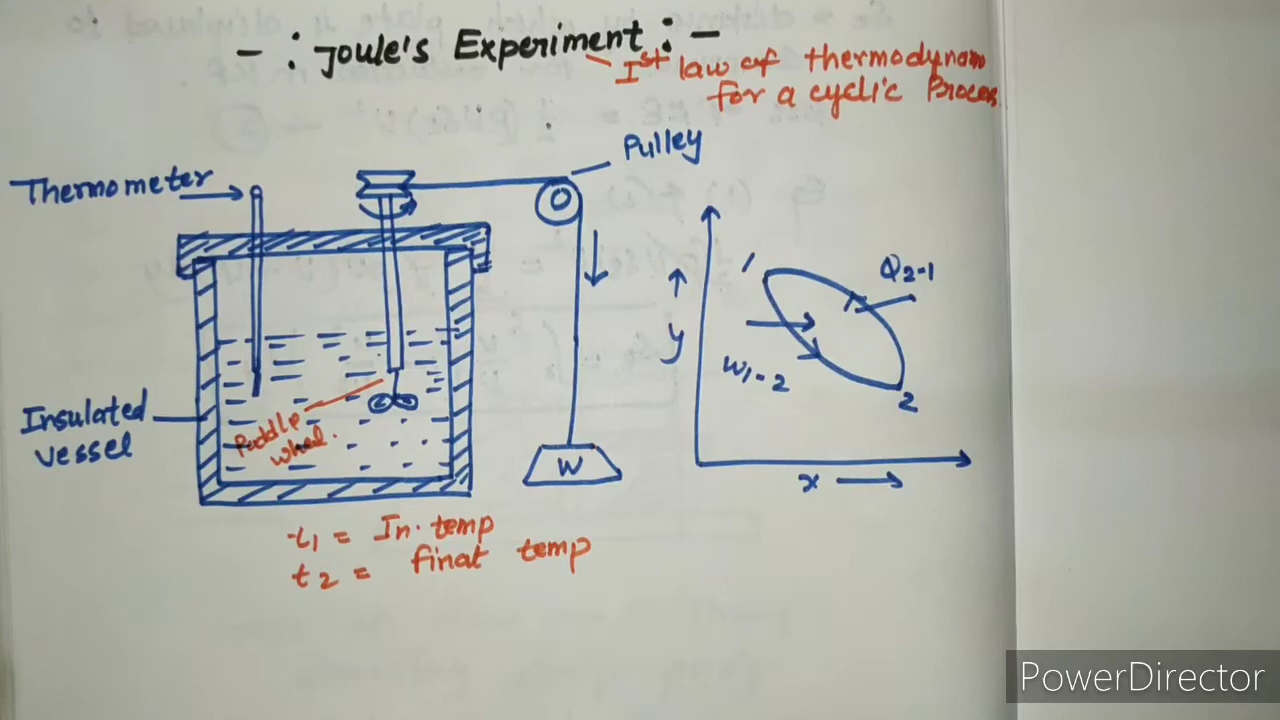 - : Joule's Experiment : -
Ist law of thermodynam
for a cyclic Proces
Pulley
Thermometer
1
Q2-1
y
W1-2
2
Insulated
vessel
Paddle
wheel.
W
x
t1 = In. temp
t2 = final temp
PowerDirector